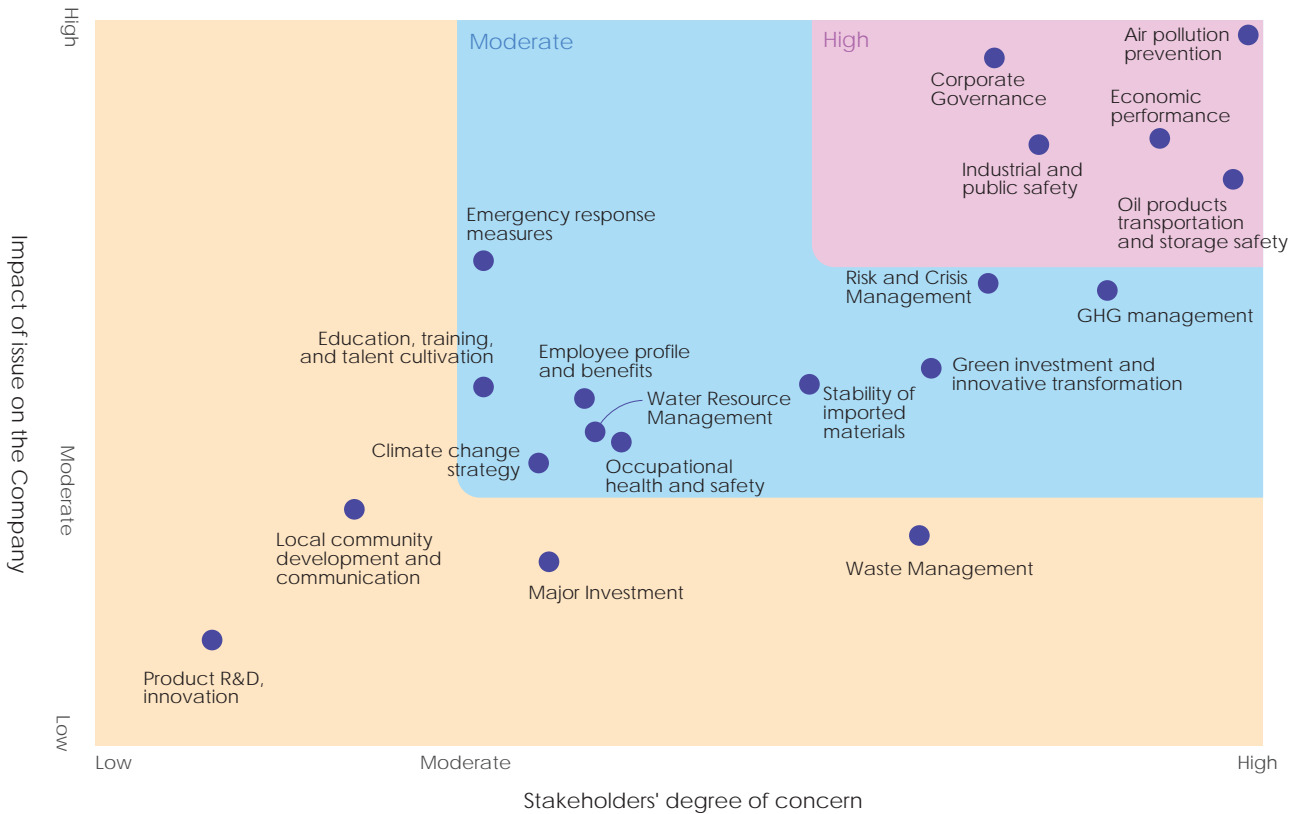 High
Moderate
High
Air pollution
prevention
Corporate
Governance
Economic
performance
Industrial and
public safety
Oil products
transportation
and storage safety
Emergency response
measures
Risk and Crisis
Management
GHG management
Education, training,
and talent cultivation
Employee profile
and benefits
Green investment and
innovative transformation
Water Resource
Management
Stability of
imported
materials
Climate change
strategy
Occupational
health and safety
Impact of issue on the Company
Moderate
Local community
development and
communication
Waste Management
Major Investment
Product R&D,
innovation
Low
Low
Moderate
High
Stakeholders' degree of concern